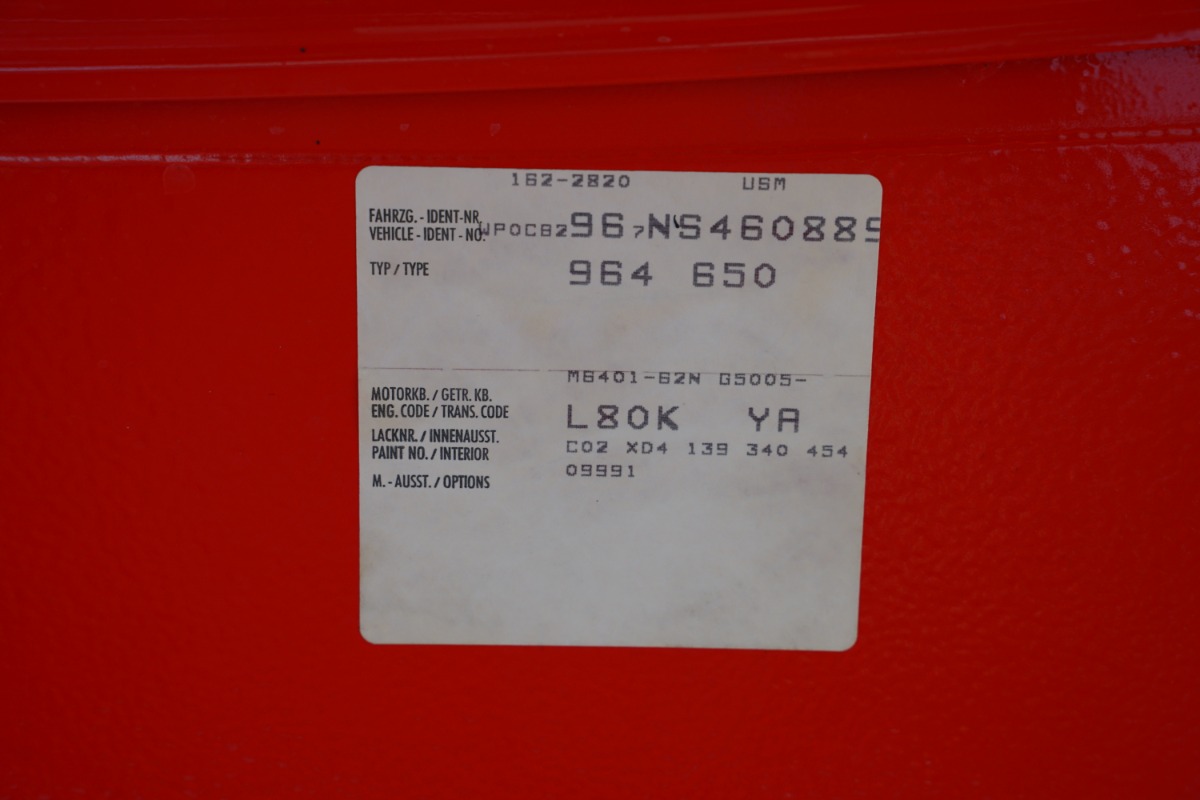 162-2820 USM
FAHRZG. - IDENT-NR.
VEHICLE - IDENT - NO. WP0CB296 7NS460889
TYP / TYPE 964 650
M6401-62N G5005-
MOTORKB. / GETR. KB.
ENG. CODE / TRANS. CODE L80K YA
LACKNR. / INNENAUSST.
PAINT NO. / INTERIOR
C02 XD4 139 340 454
09991
M. - AUSST. / OPTIONS